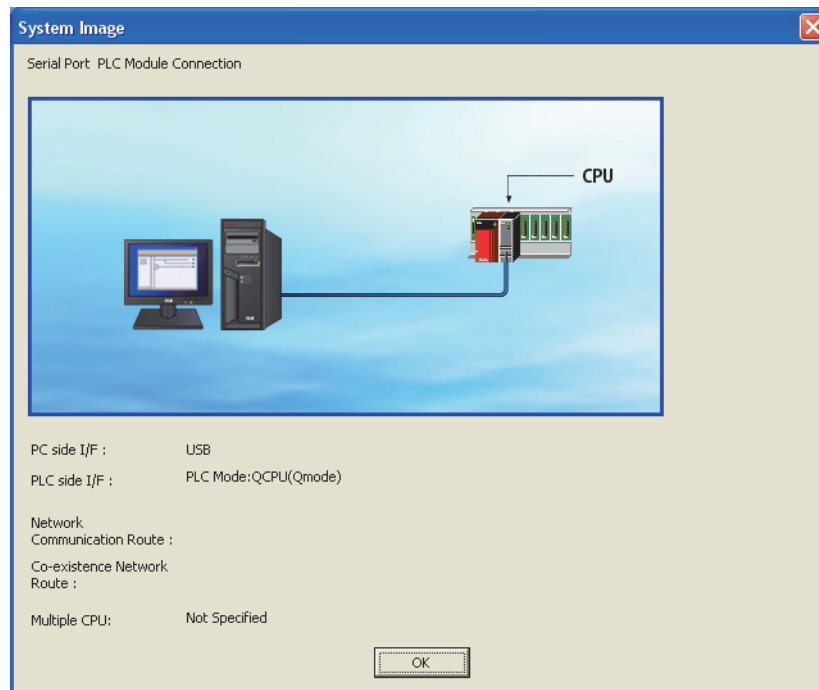 System Image
Serial Port PLC Module Connection
CPU
PC side I/F : USB
PLC side I/F : PLC Mode:QCPU(Qmode)
Network
Communication Route :
Co-existence Network
Route :
Multiple CPU: Not Specified
OK